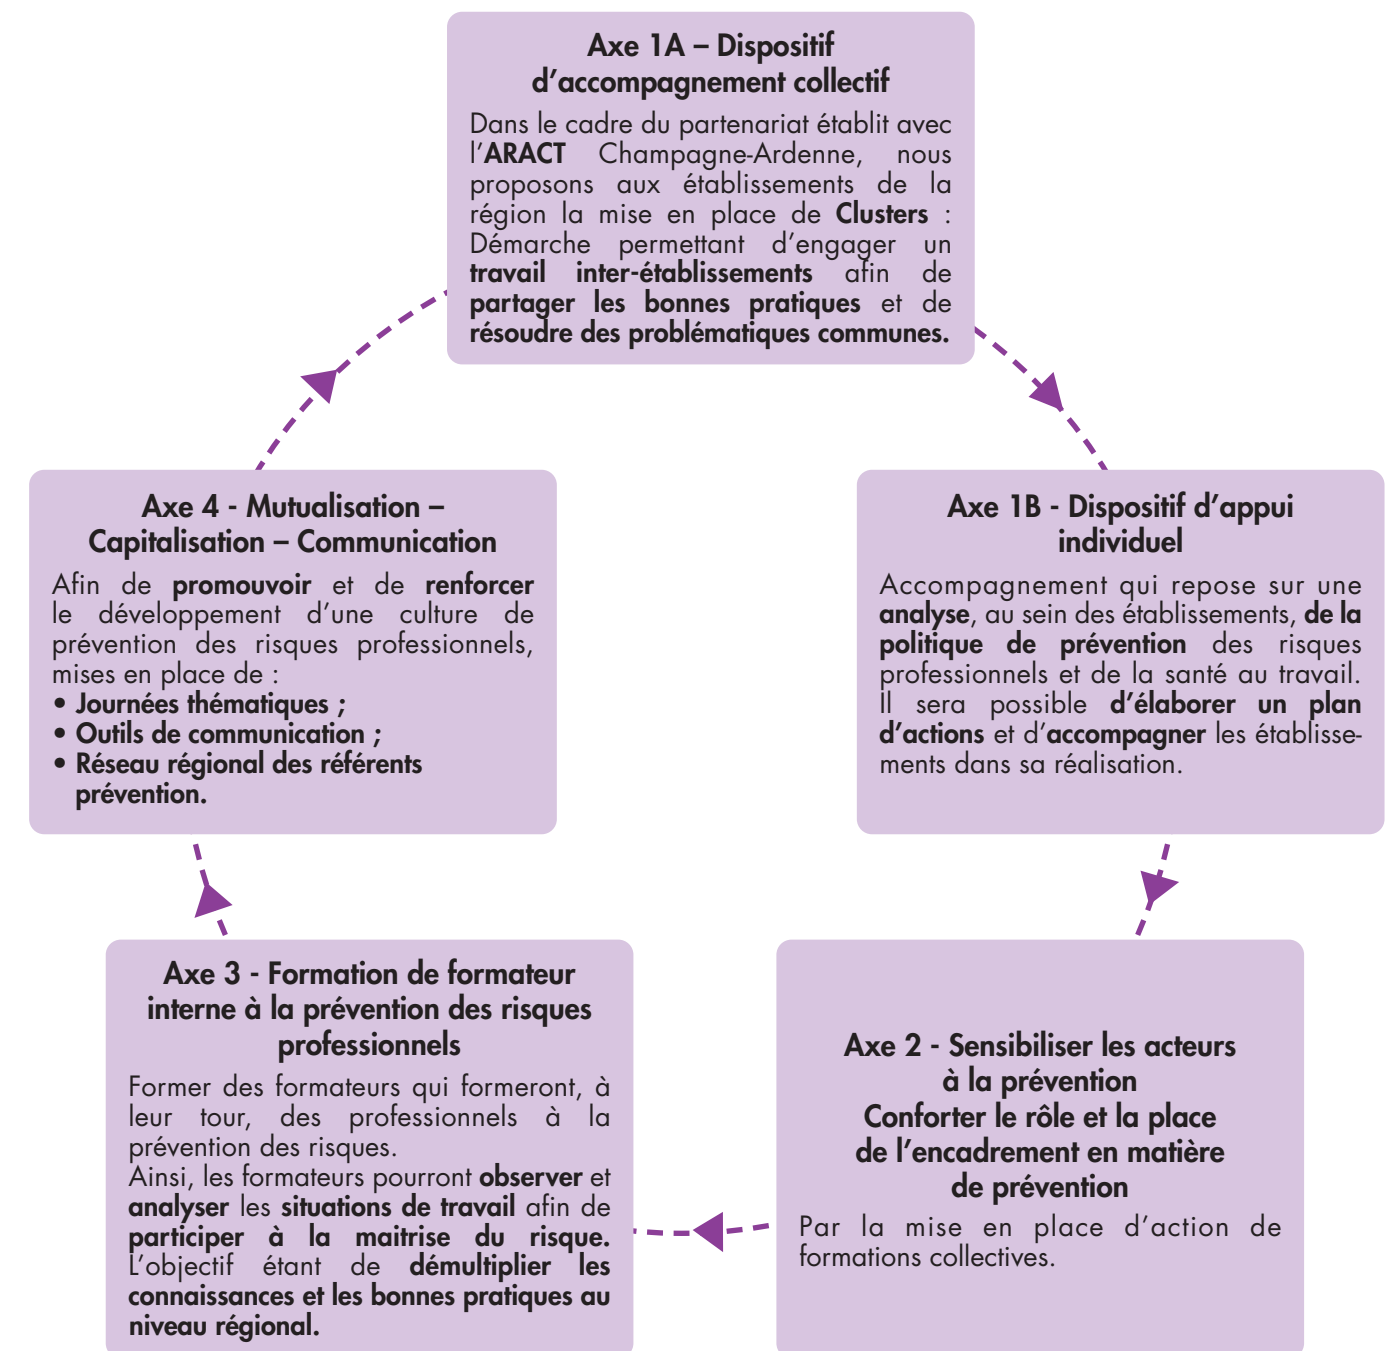 Axe 1A – Dispositif
d’accompagnement collectif
Dans le cadre du partenariat établit avec
l’ARACT Champagne-Ardenne, nous
proposons aux établissements de la
région la mise en place de Clusters :
Démarche permettant d’engager un
travail inter-établissements afin de
partager les bonnes pratiques et de
résoudre des problématiques communes.
Axe 1B - Dispositif d’appui
individuel
Accompagnement qui repose sur une
analyse, au sein des établissements, de la
politique de prévention des risques
professionnels et de la santé au travail.
Il sera possible d’élaborer un plan
d’actions et d’accompagner les établisse-
ments dans sa réalisation.
Axe 2 - Sensibiliser les acteurs
à la prévention
Conforter le rôle et la place
de l’encadrement en matière
de prévention
Par la mise en place d’action de
formations collectives.
Axe 3 - Formation de formateur
interne à la prévention des risques
professionnels
Former des formateurs qui formeront, à
leur tour, des professionnels à la
prévention des risques.
Ainsi, les formateurs pourront observer et
analyser les situations de travail afin de
participer à la maitrise du risque.
L’objectif étant de démultiplier les
connaissances et les bonnes pratiques au
niveau régional.
Axe 4 - Mutualisation –
Capitalisation – Communication
Afin de promouvoir et de renforcer
le développement d’une culture de
prévention des risques professionnels,
mises en place de :
• Journées thématiques ;
• Outils de communication ;
• Réseau régional des référents
prévention.